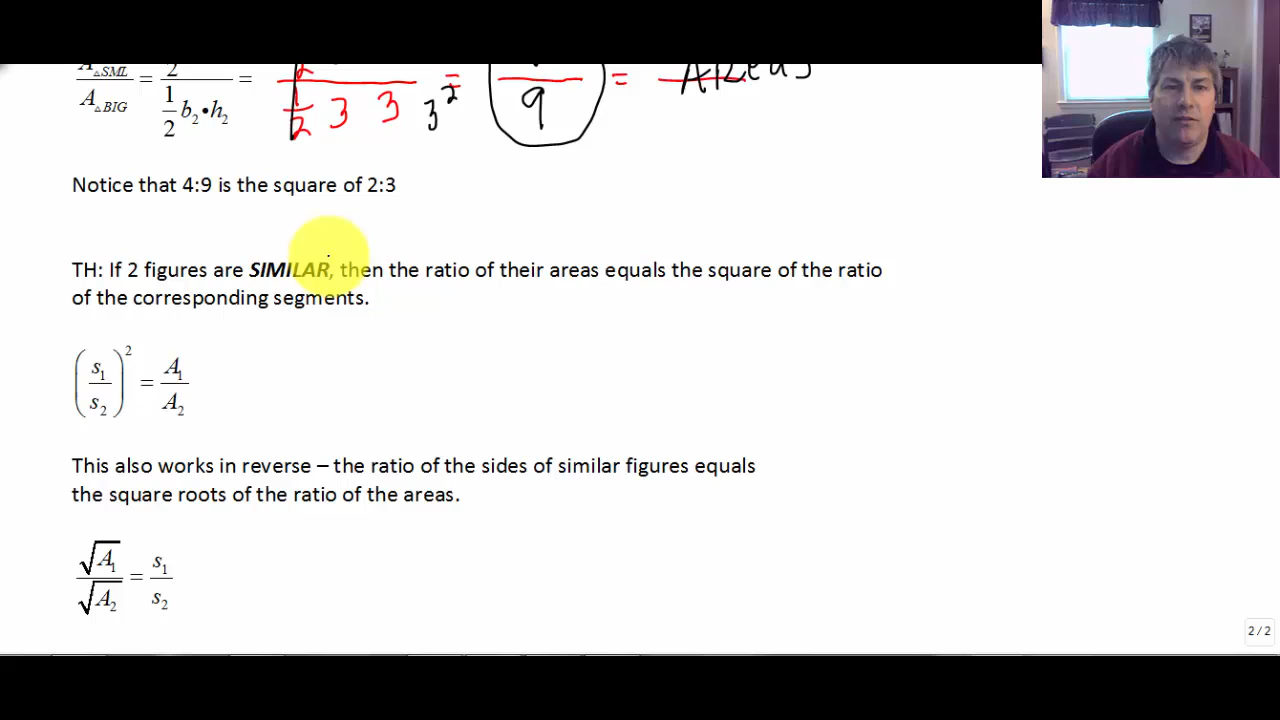 A△SML = 2 = 2 = = Areas
A△BIG 1/2 b2•h2 1/2 3 3 3² 9
Notice that 4:9 is the square of 2:3
TH: If 2 figures are SIMILAR, then the ratio of their areas equals the square of the ratio
of the corresponding segments.
(s1/s2)² = A1/A2
This also works in reverse – the ratio of the sides of similar figures equals
the square roots of the ratio of the areas.
√A1/√A2 = s1/s2
2 / 2